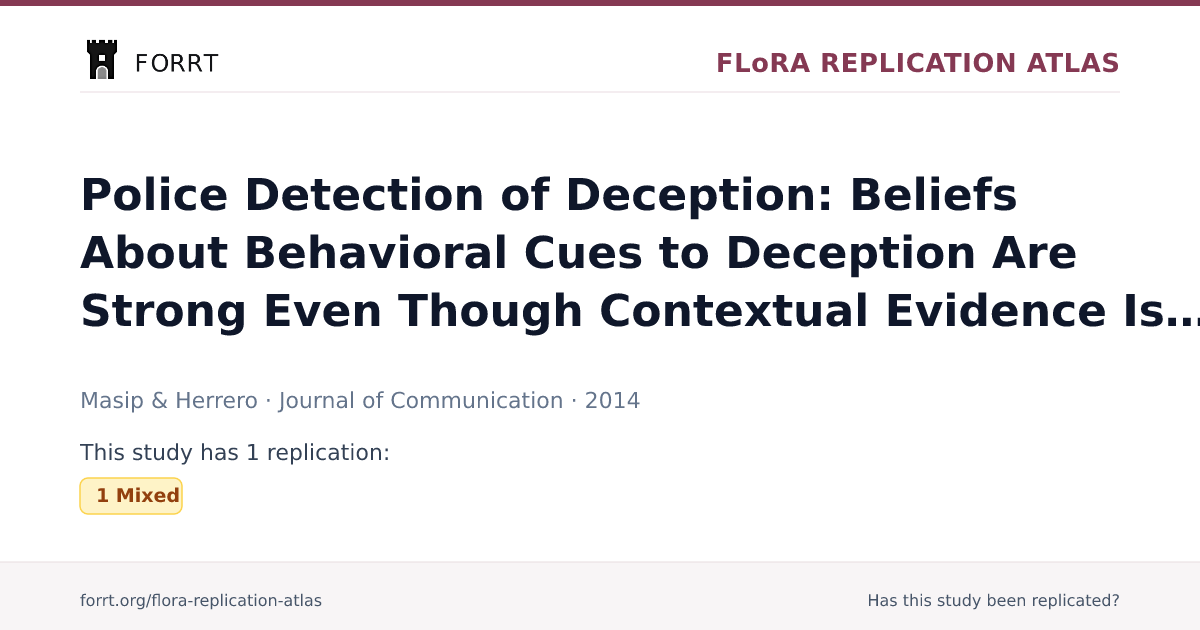 FORRT
FLoRA REPLICATION ATLAS
Police Detection of Deception: Beliefs
About Behavioral Cues to Deception Are
Strong Even Though Contextual Evidence Is...
Masip & Herrero · Journal of Communication · 2014
This study has 1 replication:
1 Mixed
forrt.org/flora-replication-atlas
Has this study been replicated?